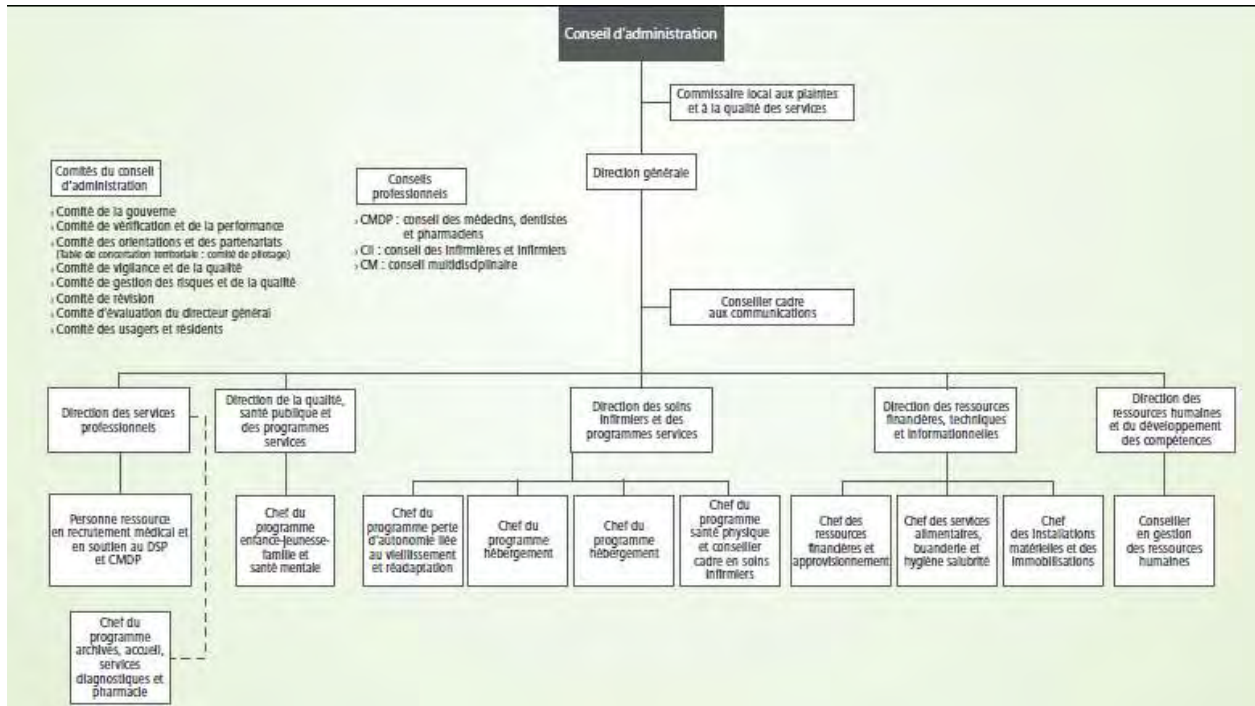 Conseil d'administration
Commissaire local aux plaintes
et à la qualité des services
Direction générale
Comités du conseil
d'administration
› Comité de la gouverne
› Comité de vérification et de la performance
› Comité des orientations et des partenariats
(Table de concertation territoriale : comité de pilotage)
› Comité de vigilance et de la qualité
› Comité de gestion des risques et de la qualité
› Comité de révision
› Comité d'évaluation du directeur général
› Comité des usagers et résidents
Conseils
professionnels
› CMDP : conseil des médecins, dentistes
et pharmaciens
› CII : conseil des infirmières et infirmiers
› CM : conseil multidisciplinaire
Conseiller cadre
aux communications
Direction des services
professionnels
Direction de la qualité,
santé publique et
des programmes
services
Direction des soins
infirmiers et des
programmes services
Direction des ressources
financières, techniques
et informationnelles
Direction des
ressources humaines
et du développement
des compétences
Personne ressource
en recrutement médical et
en soutien au DSP
et CMDP
Chef du
programme
enfance-jeunesse-
famille et
santé mentale
Chef du
programme perte
d'autonomie liée
au vieillissement
et réadaptation
Chef du
programme
hébergement
Chef du
programme
hébergement
Chef du
programme
santé physique
et conseiller
cadre en soins
infirmiers
Chef des
ressources
financières et
approvisionnement
Chef des services
alimentaires,
buanderie et
hygiène salubrité
Chef
des installations
matérielles et des
immobilisations
Conseiller
en gestion
des ressources
humaines
Chef du
programme
archives, accueil,
services
diagnostiques et
pharmacie